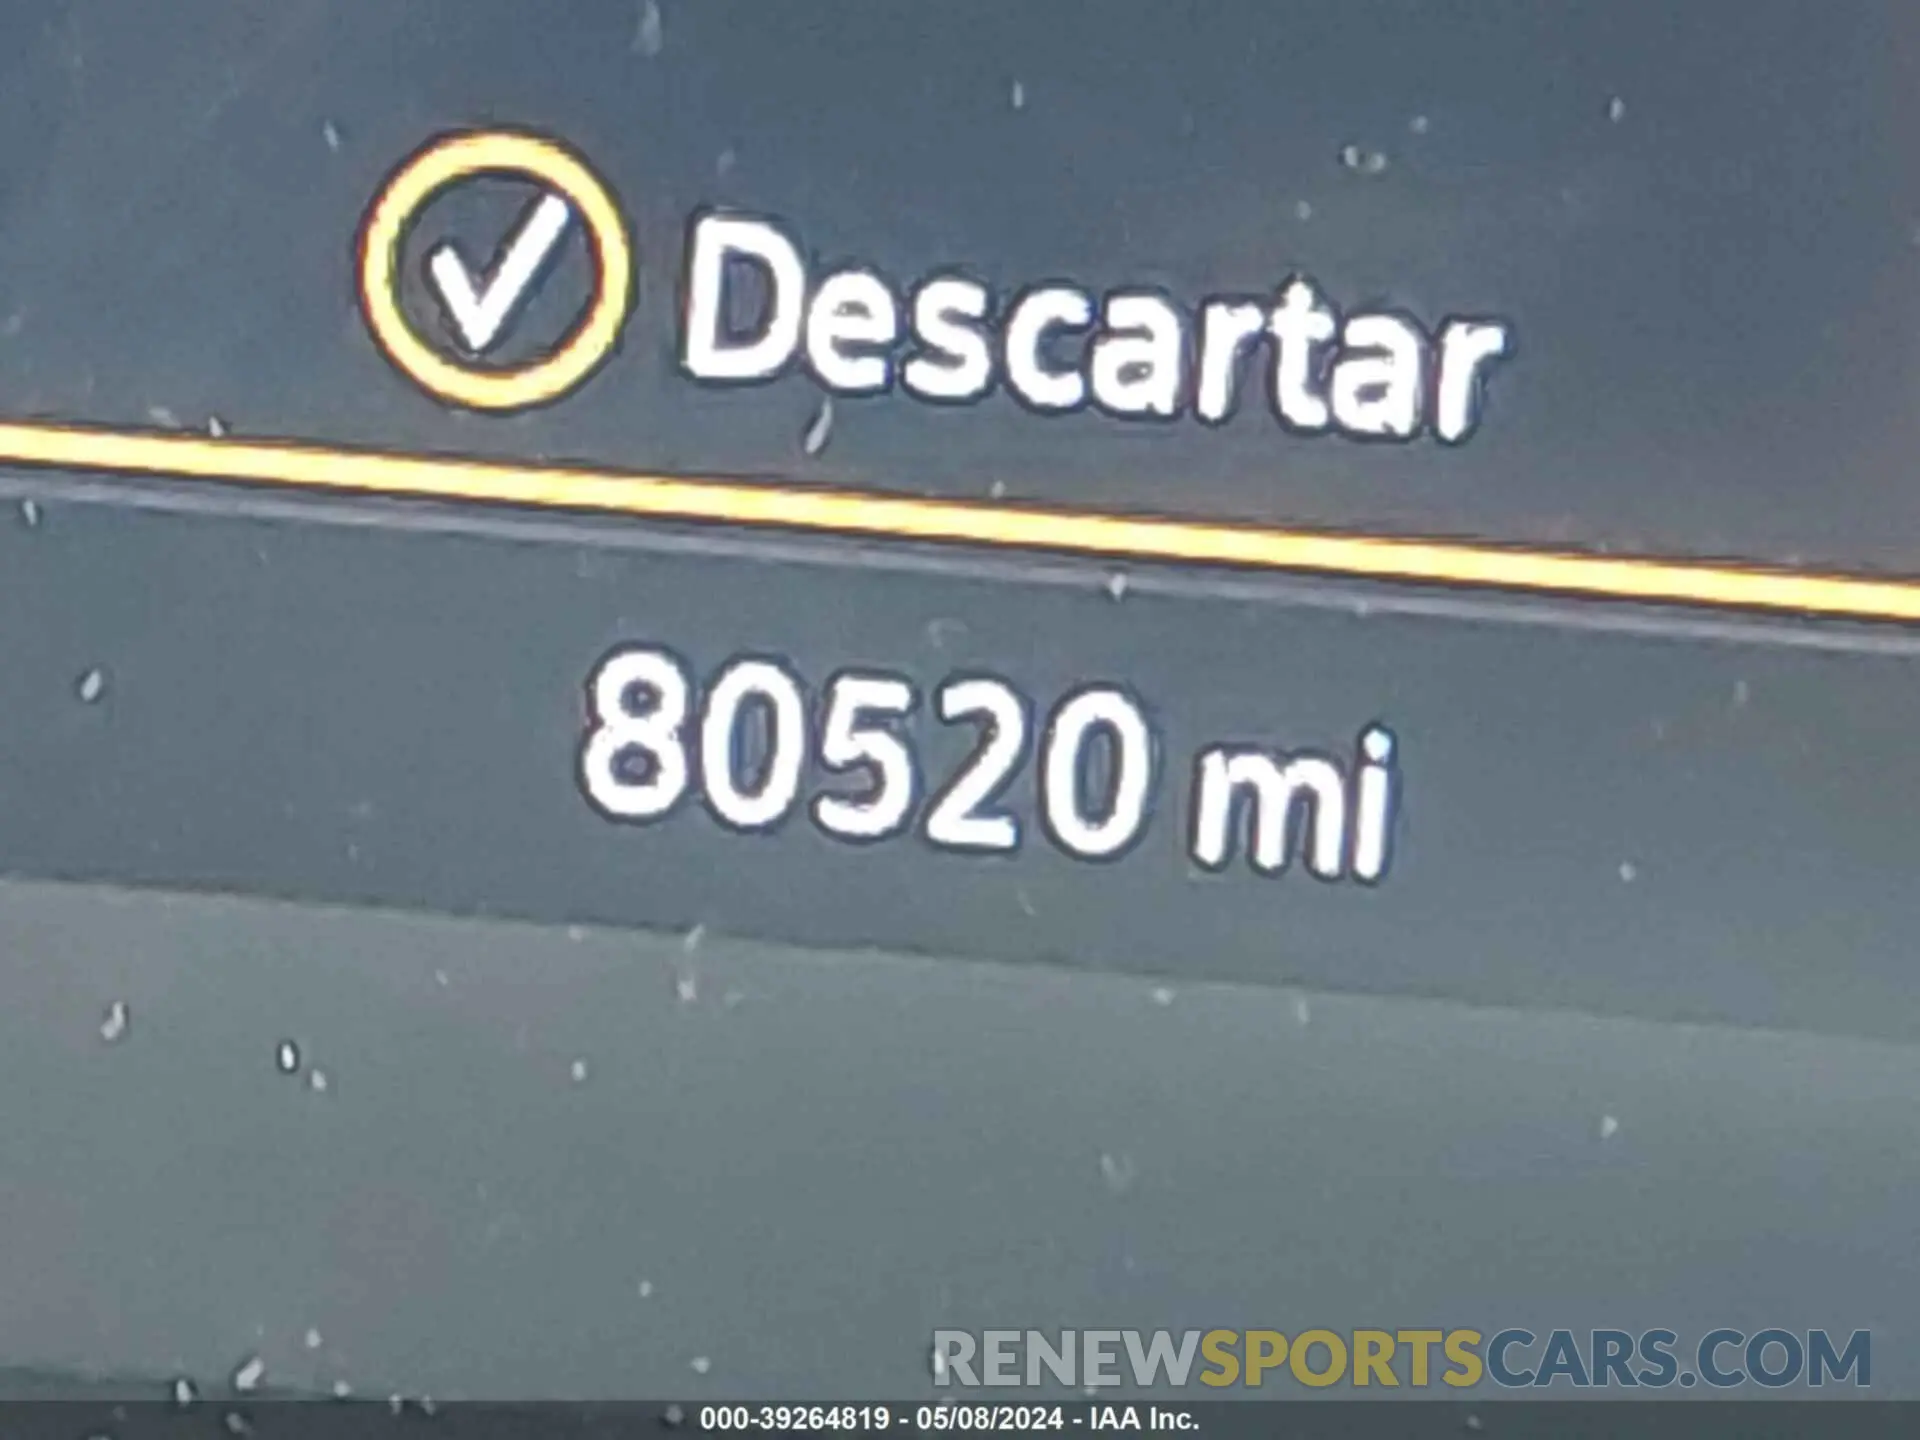 Descartar
80520 mi
RENEWSPORTSCARS.COM
000-39264819 - 05/08/2024 - IAA Inc.